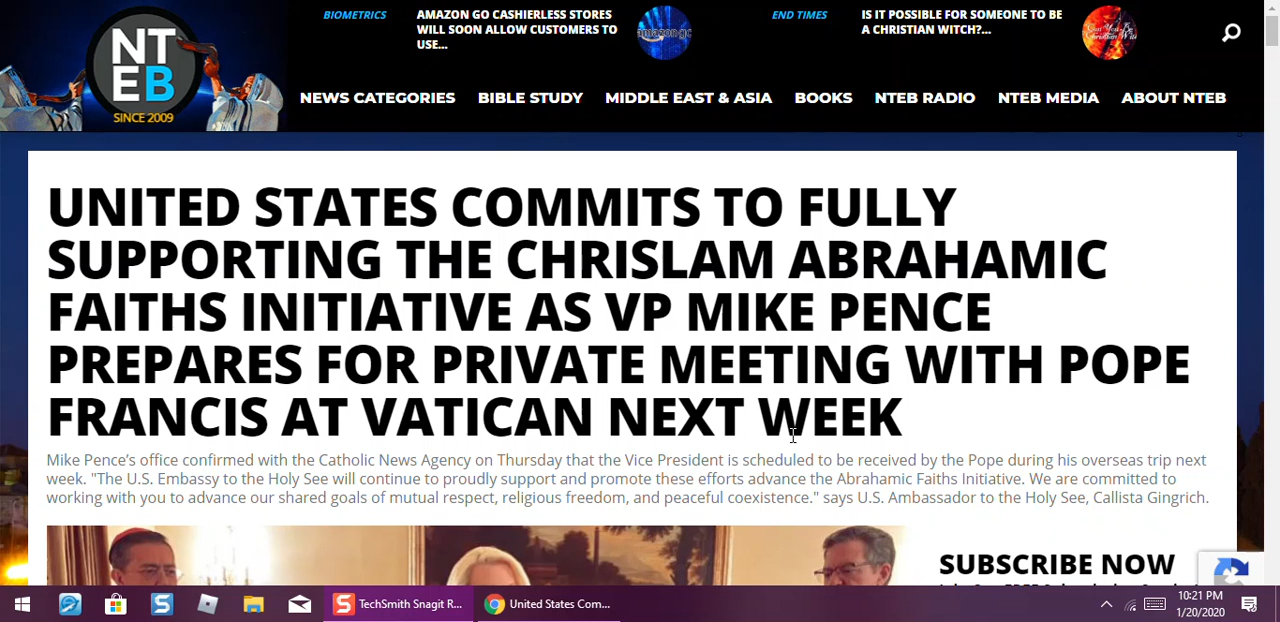 BIOMETRICS
AMAZON GO CASHIERLESS STORES
WILL SOON ALLOW CUSTOMERS TO
USE...
amazon go
END TIMES
IS IT POSSIBLE FOR SOMEONE TO BE
A CHRISTIAN WITCH?...
NT
EB
SINCE 2009
NEWS CATEGORIES BIBLE STUDY MIDDLE EAST & ASIA BOOKS NTEB RADIO NTEB MEDIA ABOUT NTEB
UNITED STATES COMMITS TO FULLY
SUPPORTING THE CHRISLAM ABRAHAMIC
FAITHS INITIATIVE AS VP MIKE PENCE
PREPARES FOR PRIVATE MEETING WITH POPE
FRANCIS AT VATICAN NEXT WEEK
Mike Pence’s office confirmed with the Catholic News Agency on Thursday that the Vice President is scheduled to be received by the Pope during his overseas trip next
week. "The U.S. Embassy to the Holy See will continue to proudly support and promote these efforts advance the Abrahamic Faiths Initiative. We are committed to
working with you to advance our shared goals of mutual respect, religious freedom, and peaceful coexistence." says U.S. Ambassador to the Holy See, Callista Gingrich.
SUBSCRIBE NOW
TechSmith Snagit R...
United States Com...
10:21 PM
1/20/2020